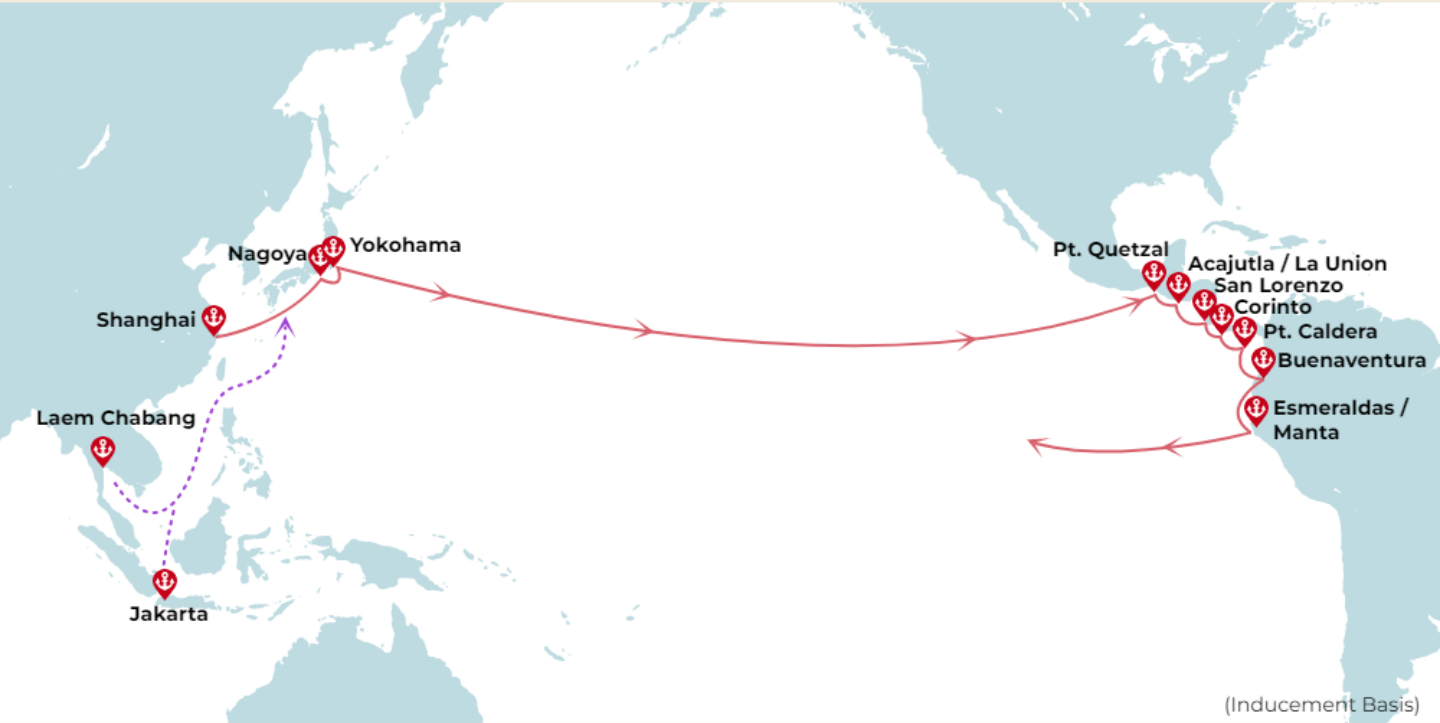 Nagoya
Yokohama
Shanghai
Laem Chabang
Jakarta
Pt. Quetzal
Acajutla / La Union
San Lorenzo
Corinto
Pt. Caldera
Buenaventura
Esmeraldas /
Manta
(Inducement Basis)